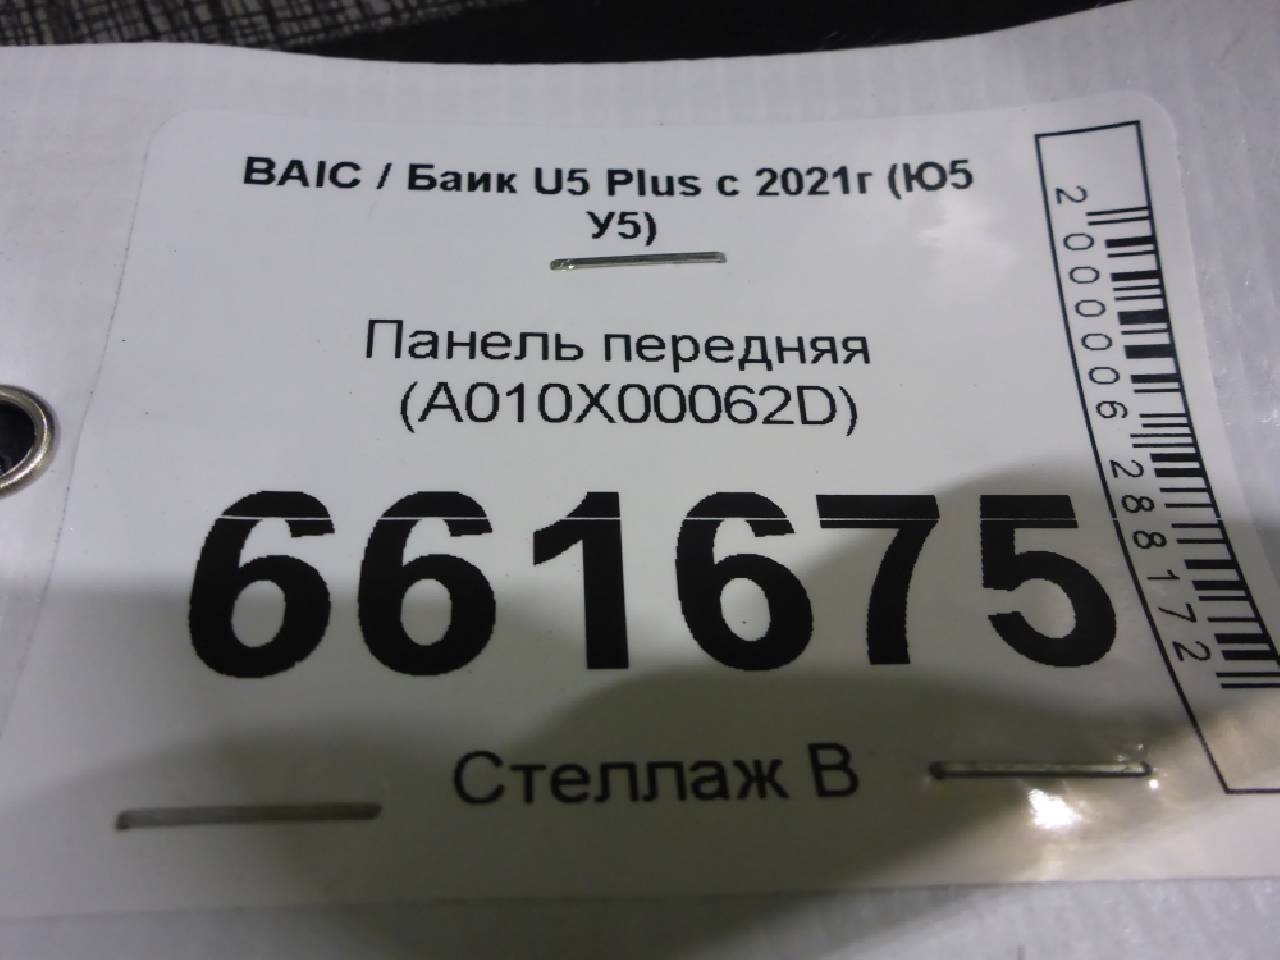 BAIC / Баик U5 Plus с 2021г (Ю5
У5)
Панель передняя
(A010X00062D)
661675
Стеллаж В
2000006288172